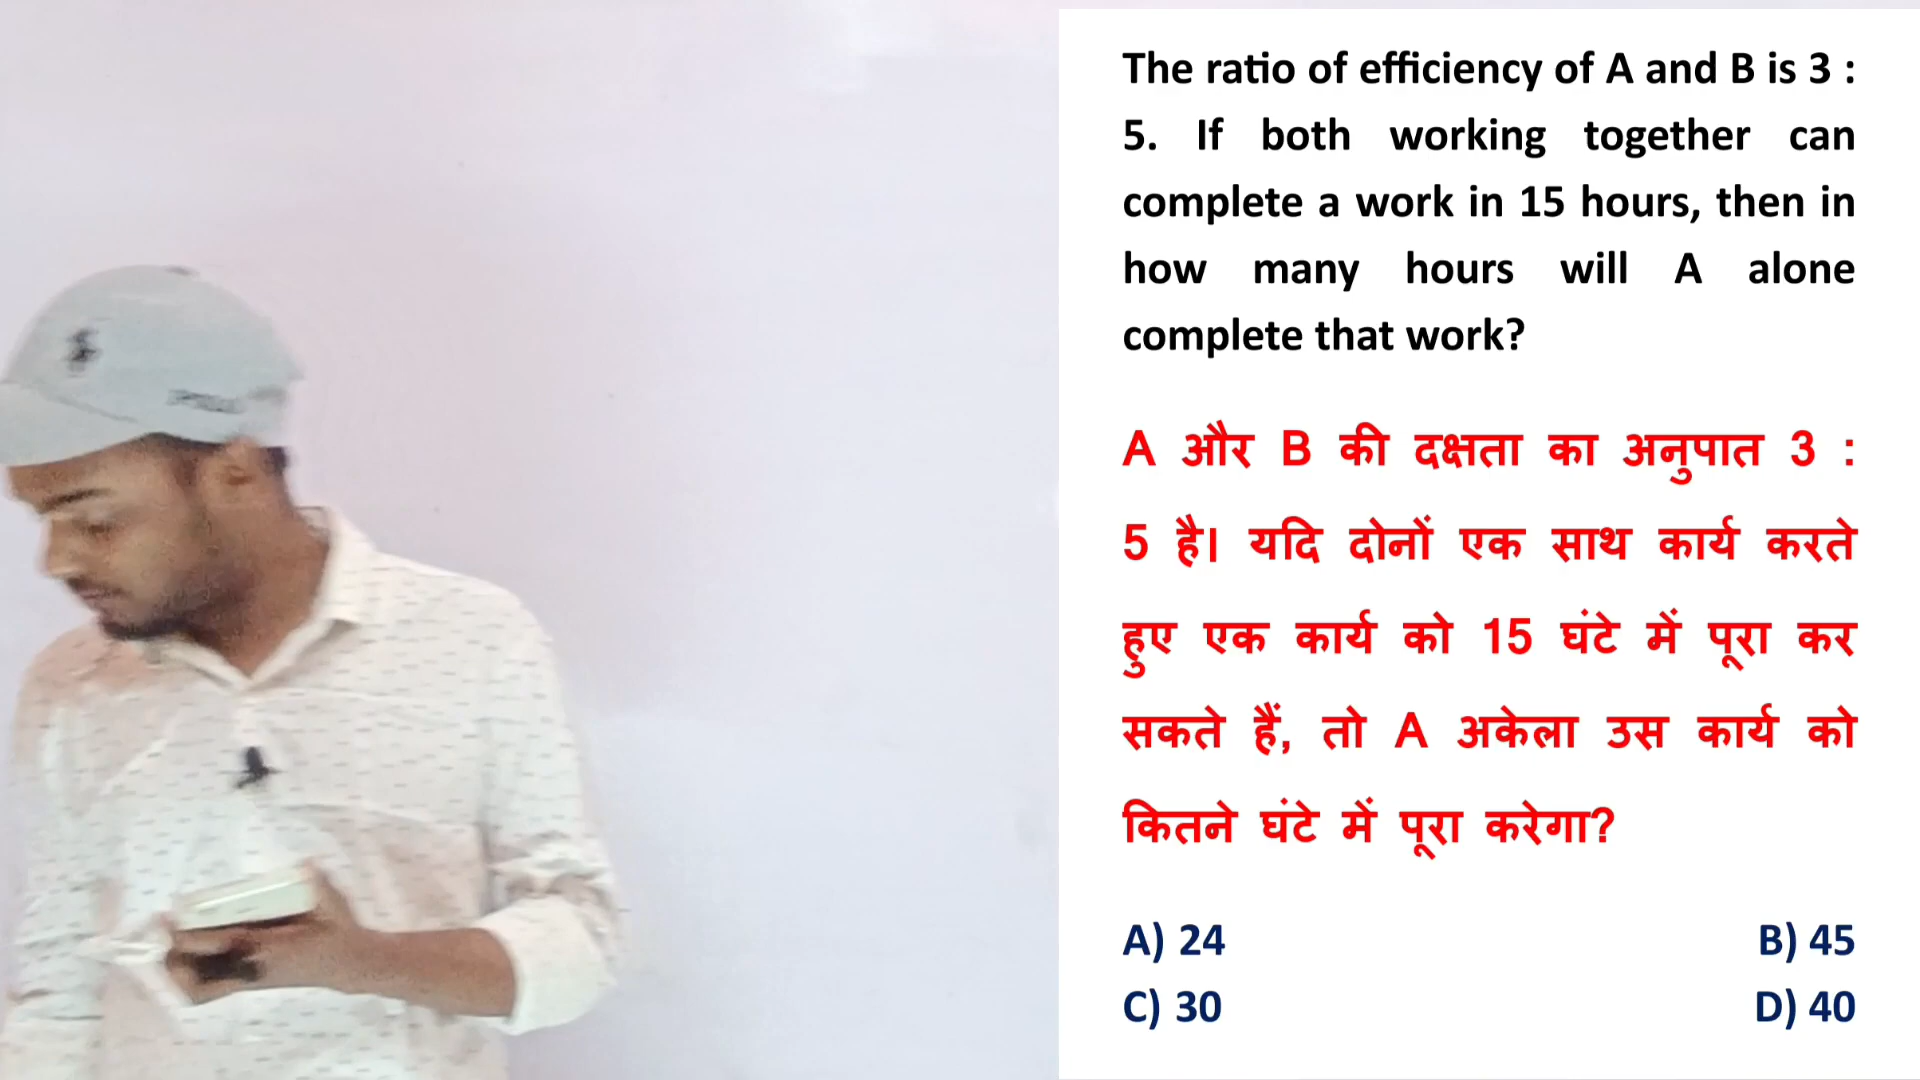 The ratio of efficiency of A and B is 3 :
5. If both working together can
complete a work in 15 hours, then in
how many hours will A alone
complete that work?
A और B की दक्षता का अनुपात 3 :
5 है। यदि दोनों एक साथ कार्य करते
हुए एक कार्य को 15 घंटे में पूरा कर
सकते हैं, तो A अकेला उस कार्य को
कितने घंटे में पूरा करेगा?
A) 24 B) 45
C) 30 D) 40